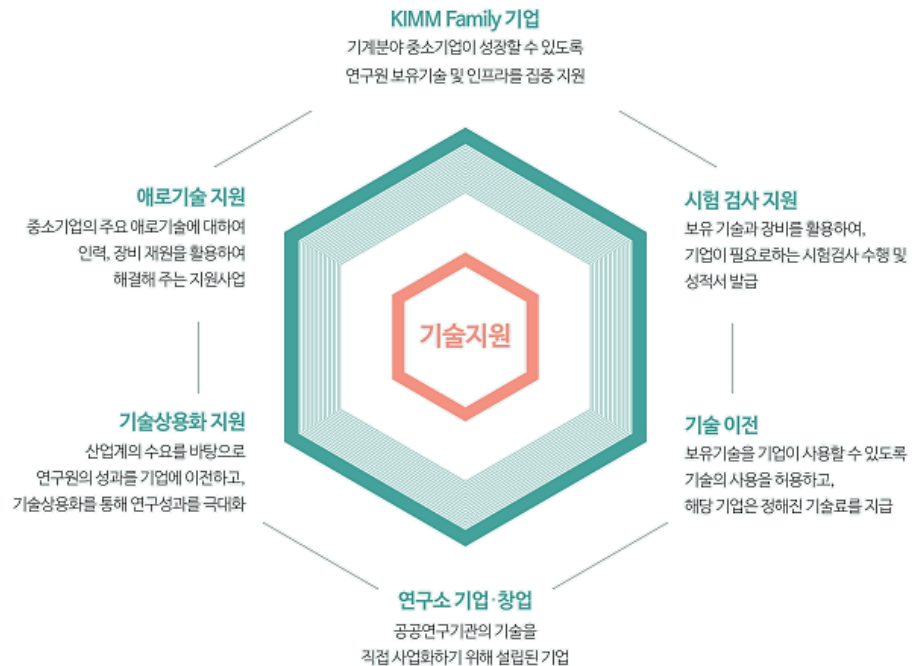 KIMM Family 기업
기계분야 중소기업이 성장할 수 있도록
연구원 보유기술 및 인프라를 집중 지원
애로기술 지원
중소기업의 주요 애로기술에 대하여
인력, 장비 재원을 활용하여
해결해 주는 지원사업
시험 검사 지원
보유 기술과 장비를 활용하여,
기업이 필요로하는 시험검사 수행 및
성적서 발급
기술지원
기술상용화 지원
산업계의 수요를 바탕으로
연구원의 성과를 기업에 이전하고,
기술상용화를 통해 연구성과를 극대화
기술 이전
보유기술을 기업이 사용할 수 있도록
기술의 사용을 허용하고,
해당 기업은 정해진 기술료를 지급
연구소 기업·창업
공공연구기관의 기술을
직접 사업화하기 위해 설립된 기업